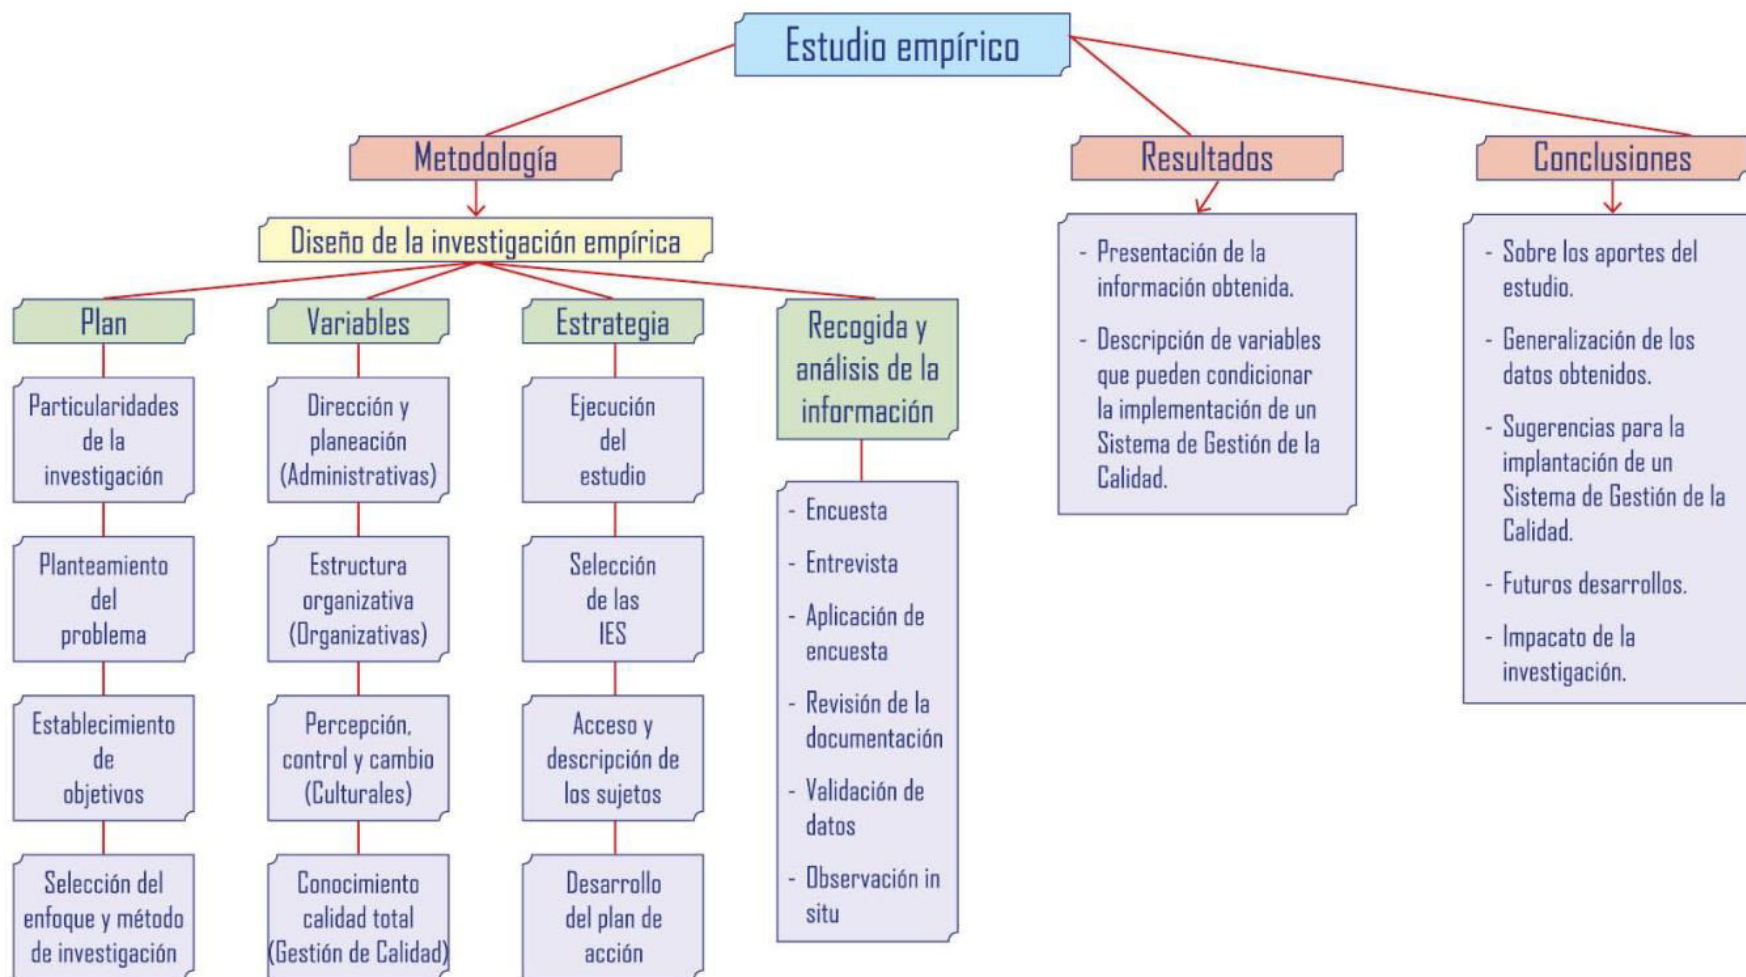 Estudio empírico
Metodología
Resultados
Conclusiones
Diseño de la investigación empírica
Plan
Particularidades
de la
investigación
Planteamiento
del
problema
Establecimiento
de
objetivos
Selección del
enfoque y método
de investigación
Variables
Dirección y
planeación
(Administrativas)
Estructura
organizativa
(Organizativas)
Percepción,
control y cambio
(Culturales)
Conocimiento
calidad total
(Gestión de Calidad)
Estrategia
Ejecución
del
estudio
Selección
de las
IES
Acceso y
descripción de
los sujetos
Desarrollo
del plan de
acción
Recogida y
análisis de la
información
- Encuesta
- Entrevista
- Aplicación de
encuesta
- Revisión de la
documentación
- Validación de
datos
- Observación in
situ
- Presentación de la
información obtenida.
- Descripción de variables
que pueden condicionar
la implementación de un
Sistema de Gestión de la
Calidad.
- Sobre los aportes del
estudio.
- Generalización de los
datos obtenidos.
- Sugerencias para la
implantación de un
Sistema de Gestión de la
Calidad.
- Futuros desarrollos.
- Impacato de la
investigación.